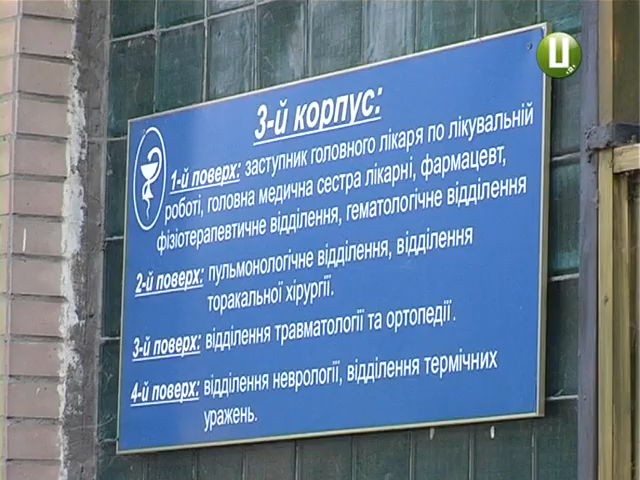 Ц
3-й корпус:
1-й поверх: заступник головного лікаря по лікувальній
роботі, головна медична сестра лікарні, фармацевт,
фізіотерапевтичне відділення, гематологічне відділення
2-й поверх: пульмонологічне відділення, відділення
торакальної хірургії.
3-й поверх: відділення травматології та ортопедії.
4-й поверх: відділення неврології, відділення термічних
уражень.